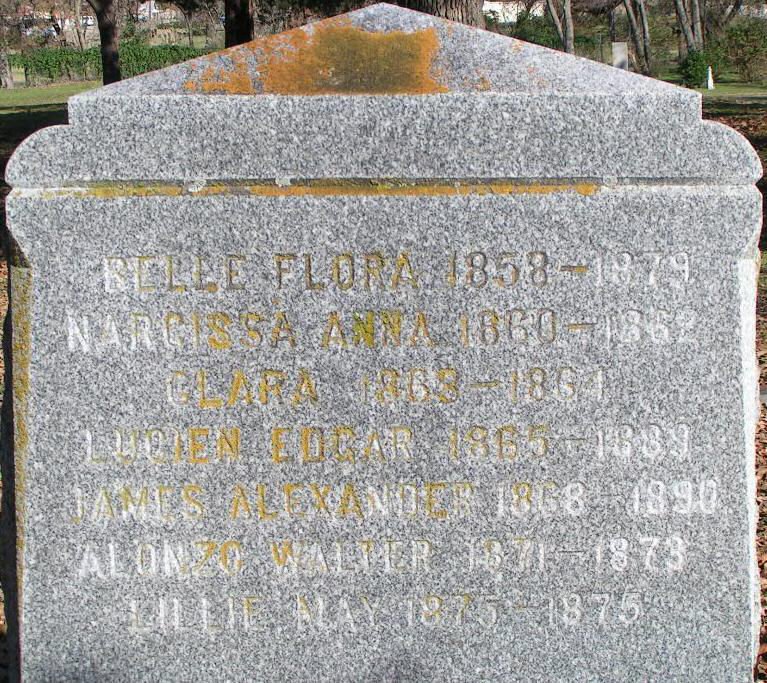 BELLE FLORA 1858-1879
NARCISSA ANNA 1860-1862
CLARA 1863-1864
LUCIEN EDGAR 1865-1889
JAMES ALEXANDER 1868-1890
ALONZO WALTER 1871-1873
LILLIE MAY 1875-1875